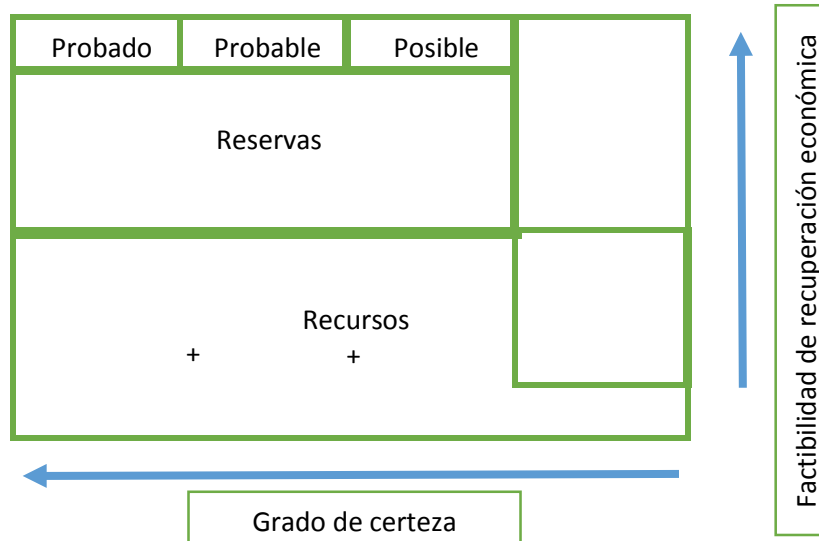 Probado Probable Posible
Reservas
Recursos
+ +
Grado de certeza
Factibilidad de recuperación económica